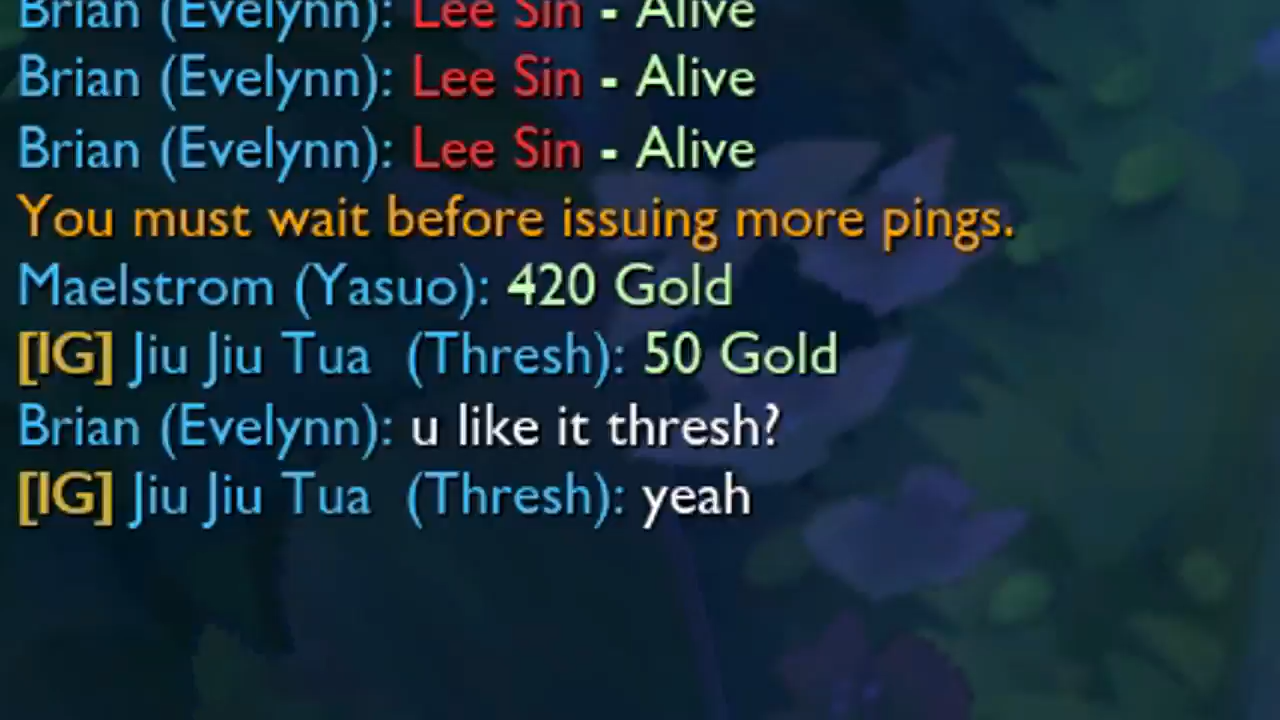 Brian (Evelynn): Lee Sin - Alive
Brian (Evelynn): Lee Sin - Alive
Brian (Evelynn): Lee Sin - Alive
You must wait before issuing more pings.
Maelstrom (Yasuo): 420 Gold
[IG] Jiu Jiu Tua (Thresh): 50 Gold
Brian (Evelynn): u like it thresh?
[IG] Jiu Jiu Tua (Thresh): yeah